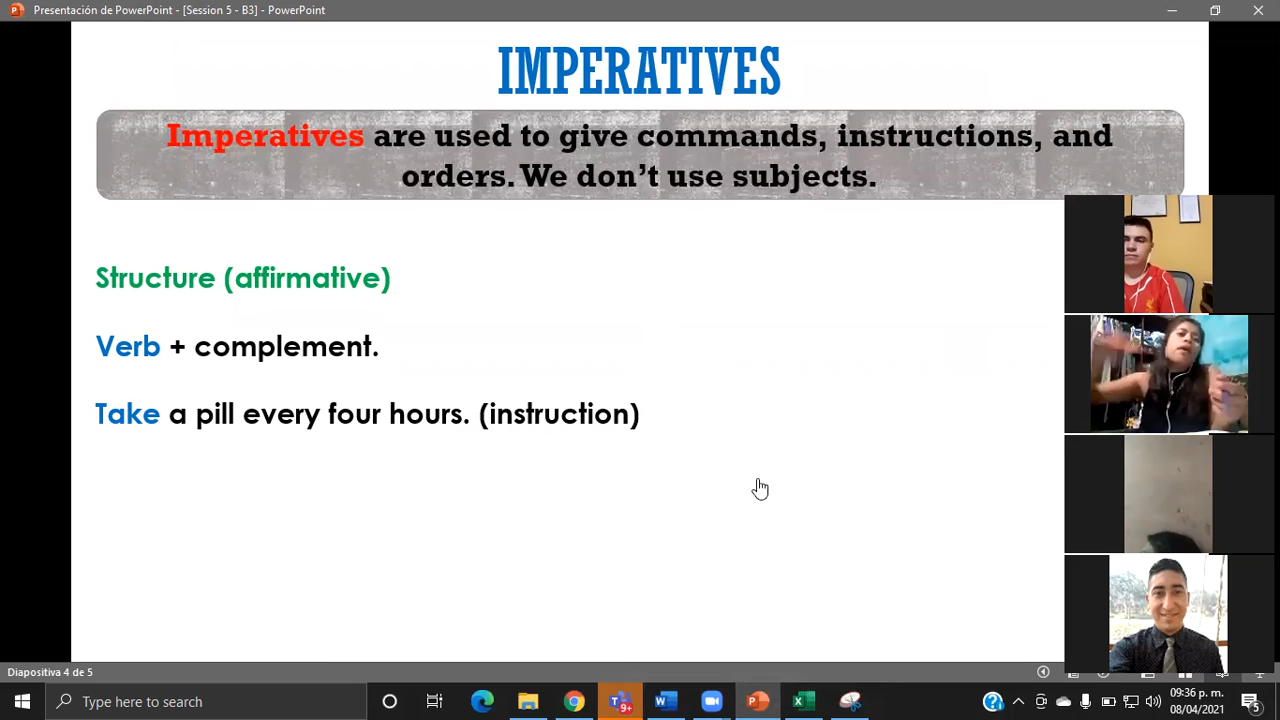 Presentación de PowerPoint - [Session 5 - B3] - PowerPoint
IMPERATIVES
Imperatives are used to give commands, instructions, and
orders. We don't use subjects.
Structure (affirmative)
Verb + complement.
Take a pill every four hours. (instruction)
Diapositiva 4 de 5
Type here to search
9+
09:36 p. m.
08/04/2021
5